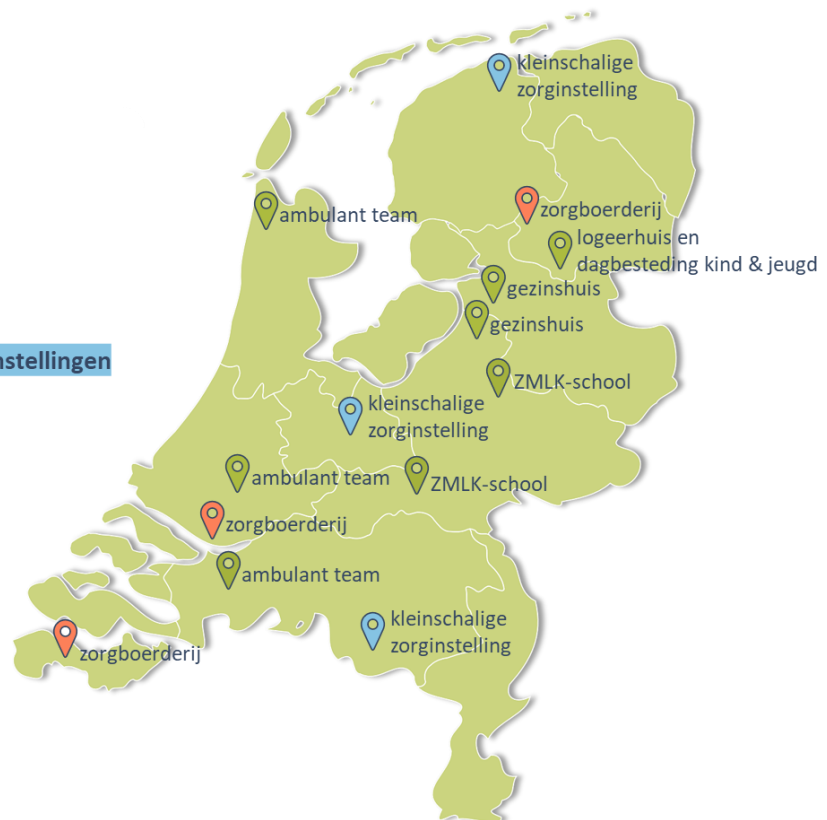 kleinschalige
zorginstelling
zorgboerderij
ambulant team
logeerhuis en
dagbesteding kind & jeugd
gezinshuis
gezinshuis
nstellingen
ZMLK-school
kleinschalige
zorginstelling
ambulant team
ZMLK-school
zorgboerderij
ambulant team
kleinschalige
zorginstelling
zorgboerderij